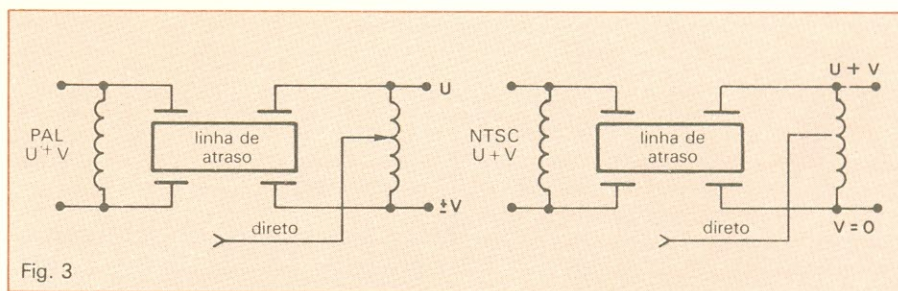 PAL
U ± V
linha de
atraso
U
±V
direto
NTSC
U + V
linha de
atraso
U + V
V = 0
direto
Fig. 3